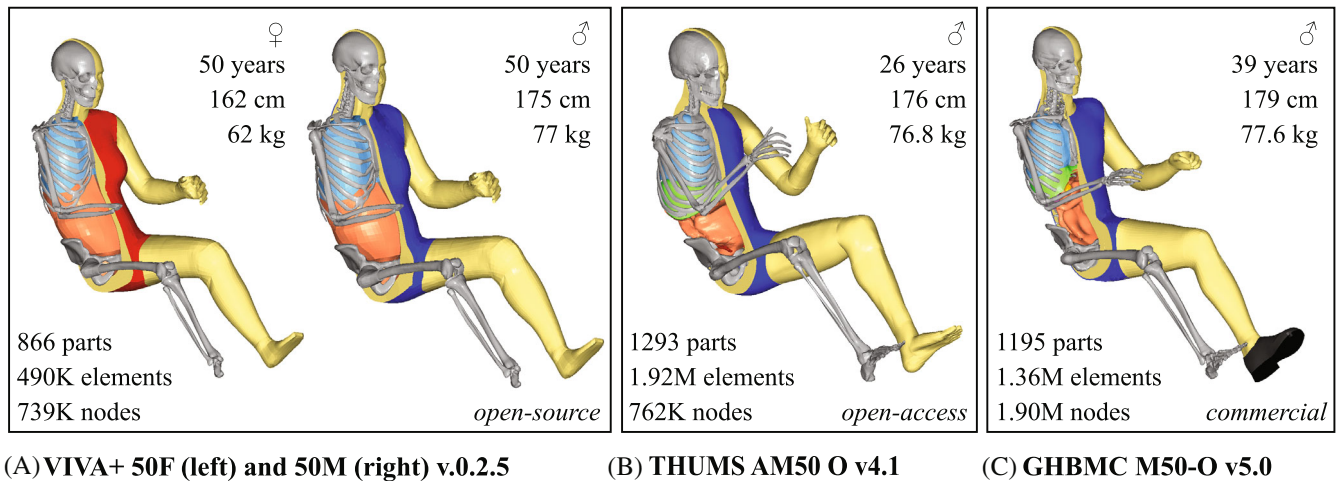 ♀
50 years
162 cm
62 kg
♂
50 years
175 cm
77 kg
866 parts
490K elements
739K nodes
open-source
♂
26 years
176 cm
76.8 kg
1293 parts
1.92M elements
762K nodes
open-access
♂
39 years
179 cm
77.6 kg
1195 parts
1.36M elements
1.90M nodes
commercial
(A) VIVA+ 50F (left) and 50M (right) v.0.2.5
(B) THUMS AM50 O v4.1
(C) GHBMC M50-O v5.0